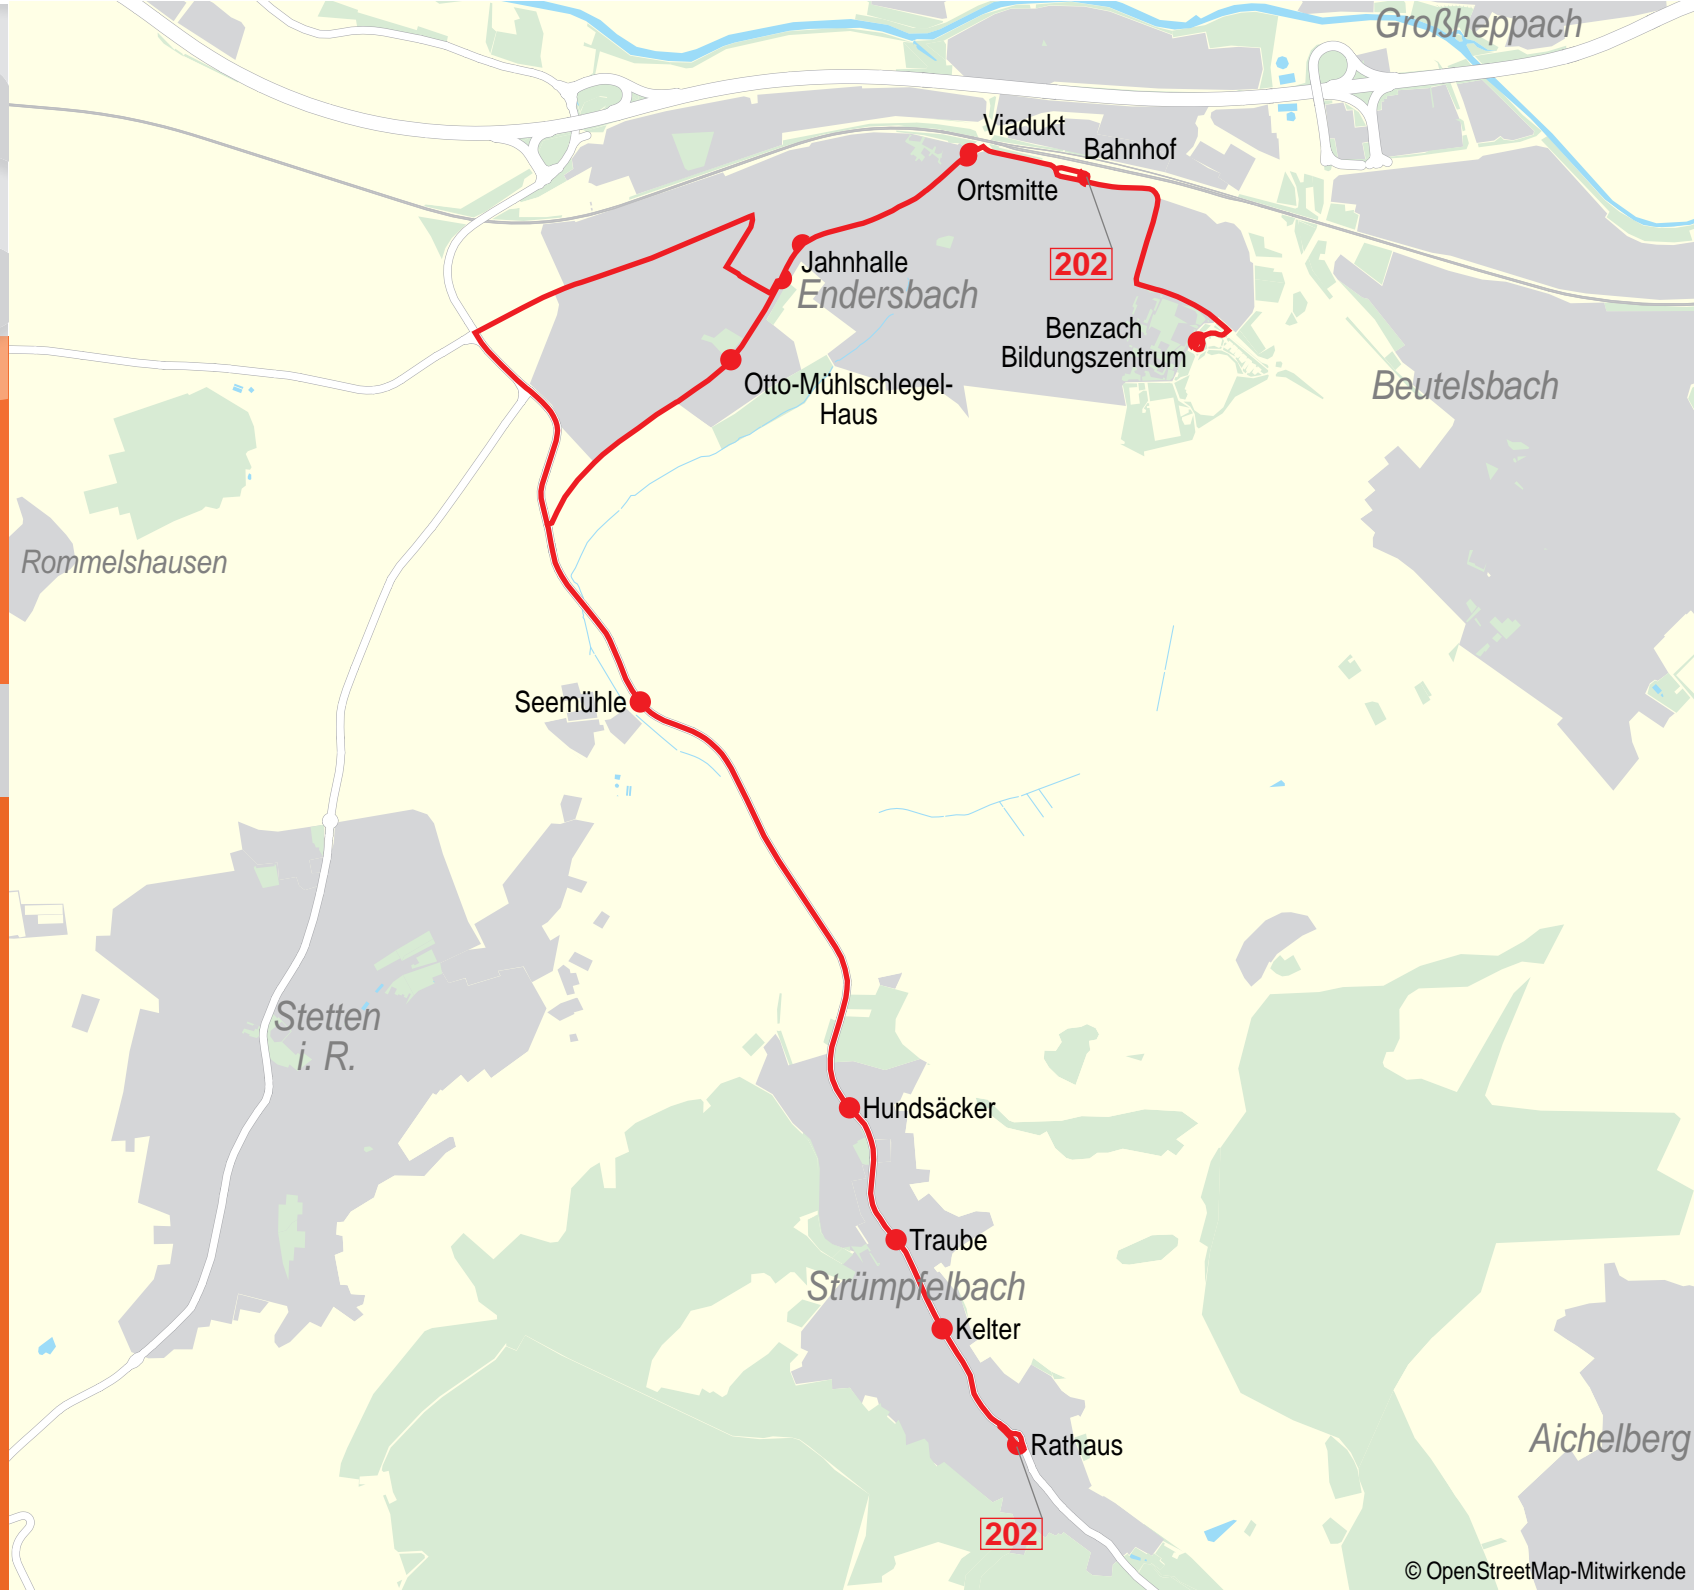 Großheppach
Viadukt
Bahnhof
Ortsmitte
202
Jahnhalle
Endersbach
Benzach
Bildungszentrum
Otto-Mühlschlegel-
Haus
Beutelsbach
Rommelshausen
Seemühle
Stetten
i. R.
Hundsäcker
Traube
Strümpfelbach
Kelter
Rathaus
Aichelberg
202
© OpenStreetMap-Mitwirkende